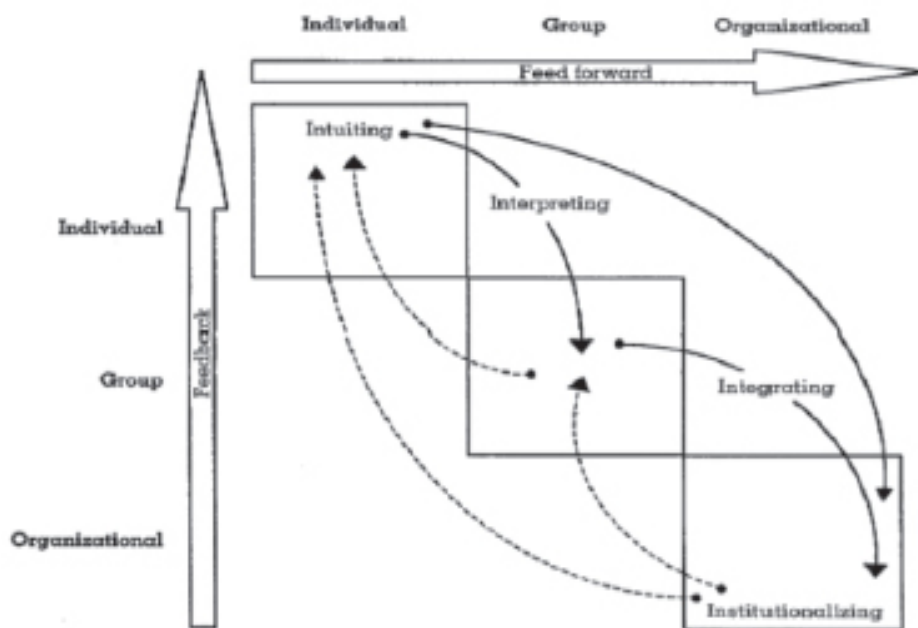 Individual Group Organizational
Feed forward
Intuiting
Interpreting
Individual
Feedback
Group
Integrating
Organizational
Institutionalizing